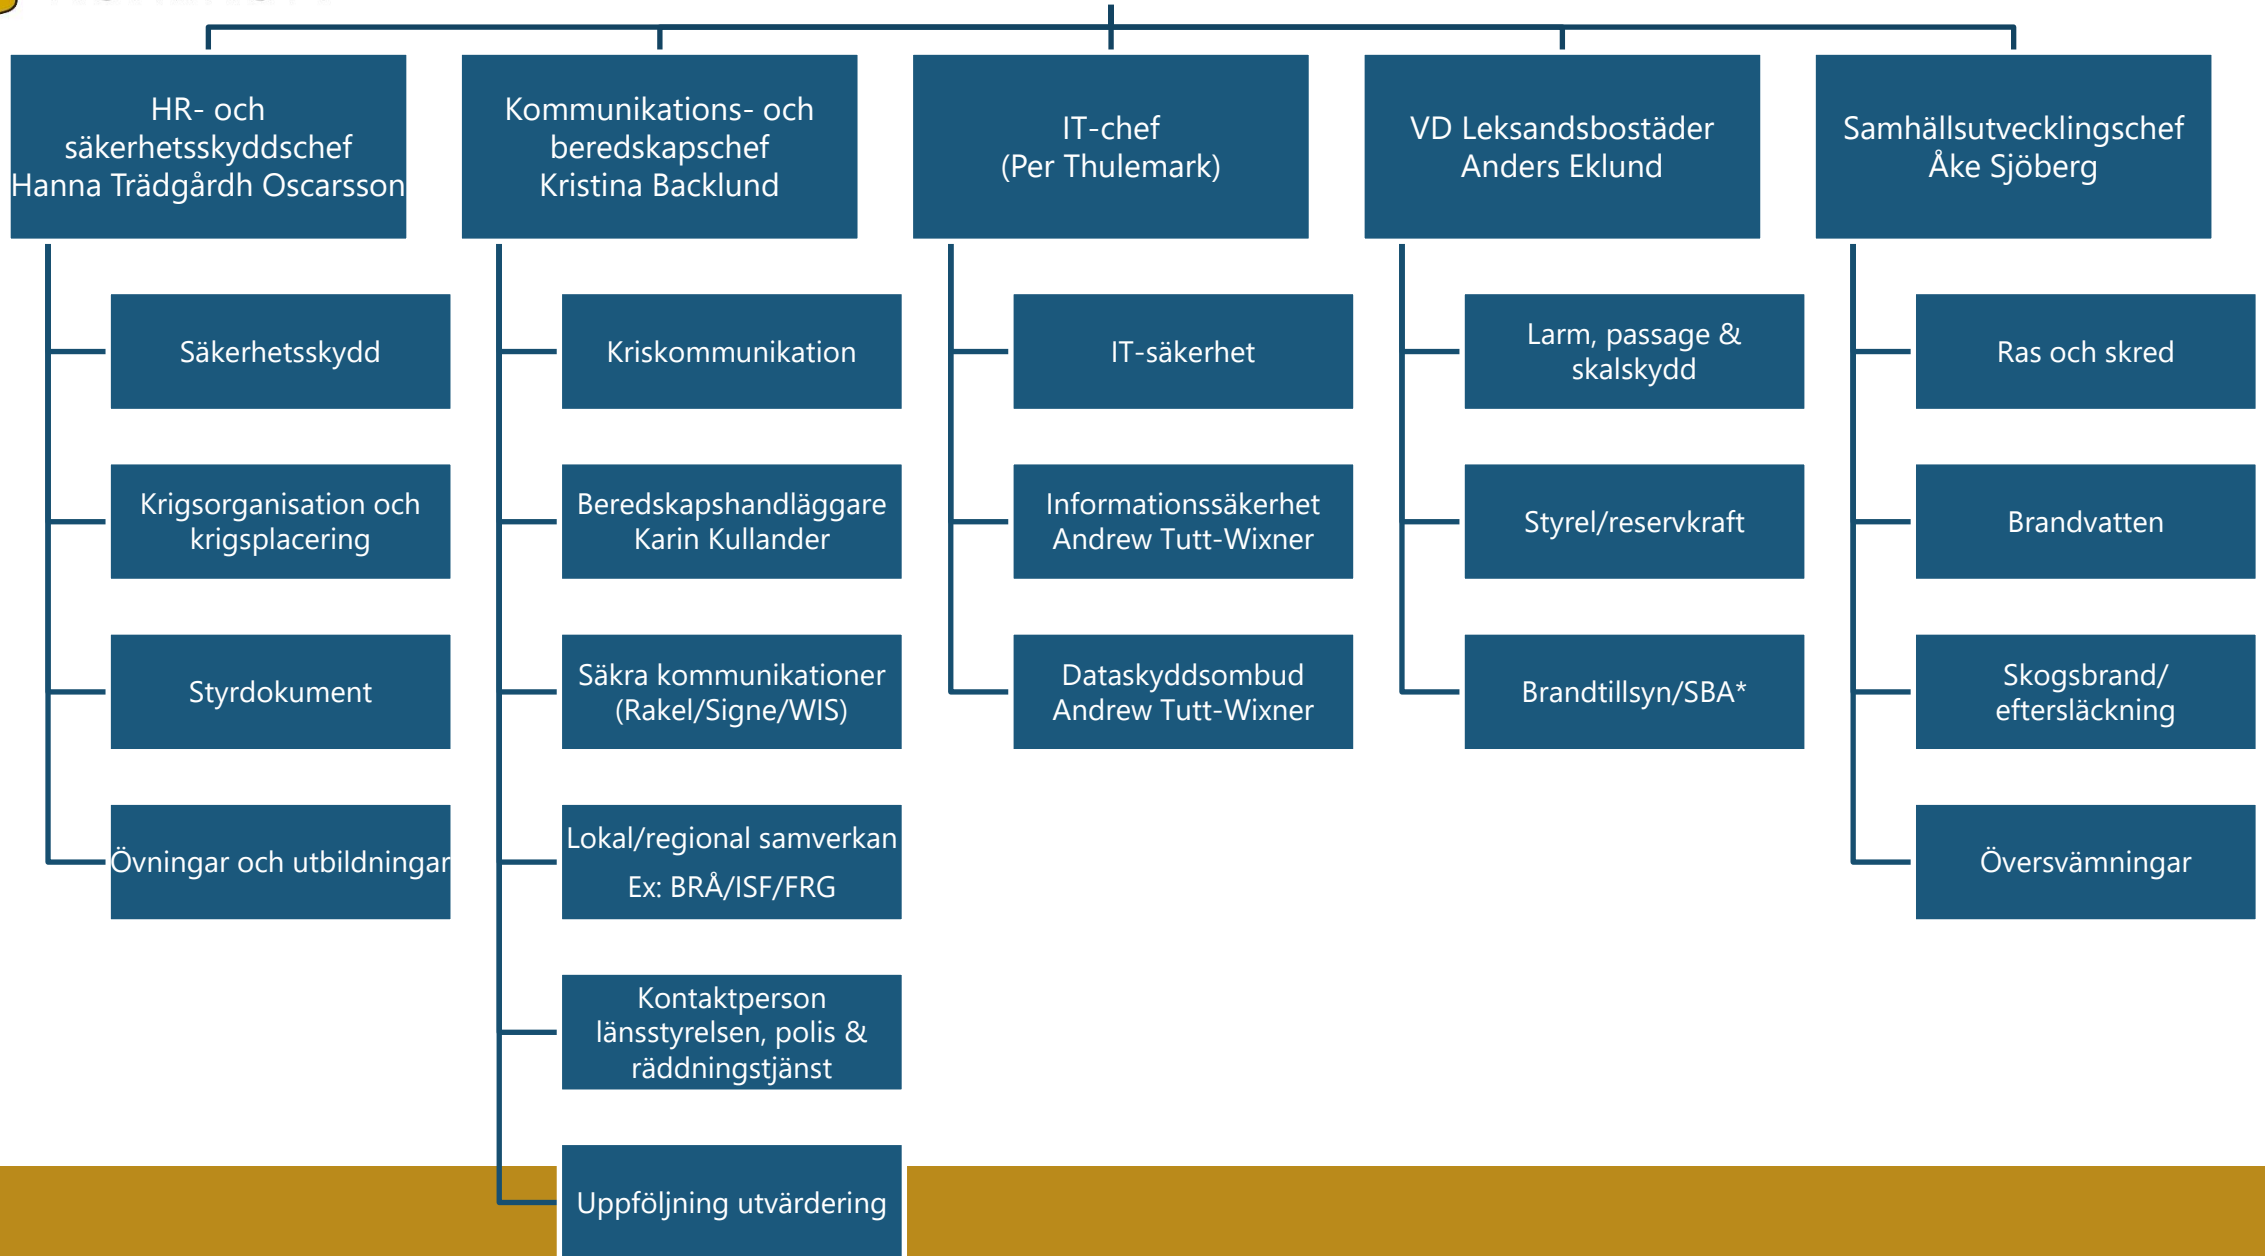 HR- och
säkerhetsskyddschef
Hanna Trädgårdh Oscarsson
Säkerhetsskydd
Krigsorganisation och
krigsplacering
Styrdokument
Övningar och utbildningar
Kommunikations- och
beredskapschef
Kristina Backlund
Kriskommunikation
Beredskapshandläggare
Karin Kullander
Säkra kommunikationer
(Rakel/Signe/WIS)
Lokal/regional samverkan
Ex: BRÅ/ISF/FRG
Kontaktperson
länsstyrelsen, polis &
räddningstjänst
Uppföljning utvärdering
IT-chef
(Per Thulemark)
IT-säkerhet
Informationssäkerhet
Andrew Tutt-Wixner
Dataskyddsombud
Andrew Tutt-Wixner
VD Leksandsbostäder
Anders Eklund
Larm, passage &
skalskydd
Styrel/reservkraft
Brandtillsyn/SBA*
Samhällsutvecklingschef
Åke Sjöberg
Ras och skred
Brandvatten
Skogsbrand/
eftersläckning
Översvämningar